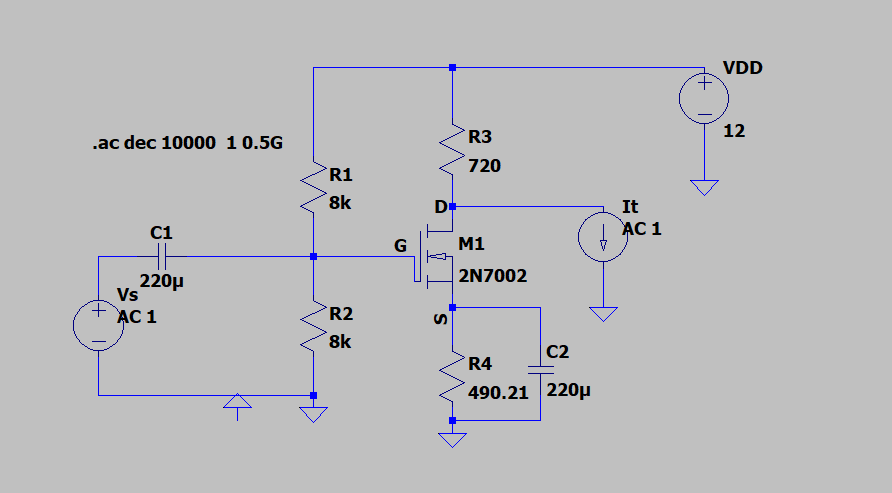 VDD
12
.ac dec 10000  1 0.5G
R3
720
R1
8k
D
It
AC 1
C1
220µ
G
M1
2N7002
Vs
AC 1
R2
8k
S
R4
490.21
C2
220µ